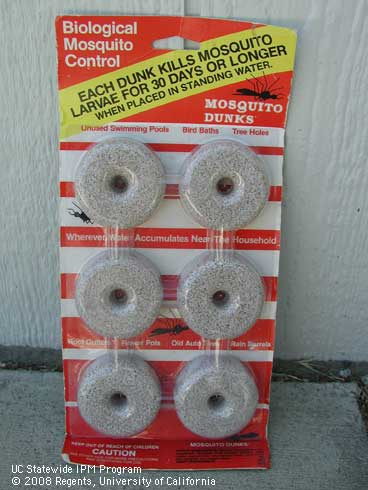 Biological
Mosquito
Control
EACH DUNK KILLS MOSQUITO
LARVAE FOR 30 DAYS OR LONGER
WHEN PLACED IN STANDING WATER.
MOSQUITO
DUNKS
Unused Swimming Pools Bird Baths Tree Holes
Wherever Water Accumulates Near The Household
Roof Gutters Flower Pots Old Auto Tires Rain Barrels
KEEP OUT OF REACH OF CHILDREN
CAUTION
MOSQUITO DUNKS
UC Statewide IPM Program
© 2008 Regents, University of California